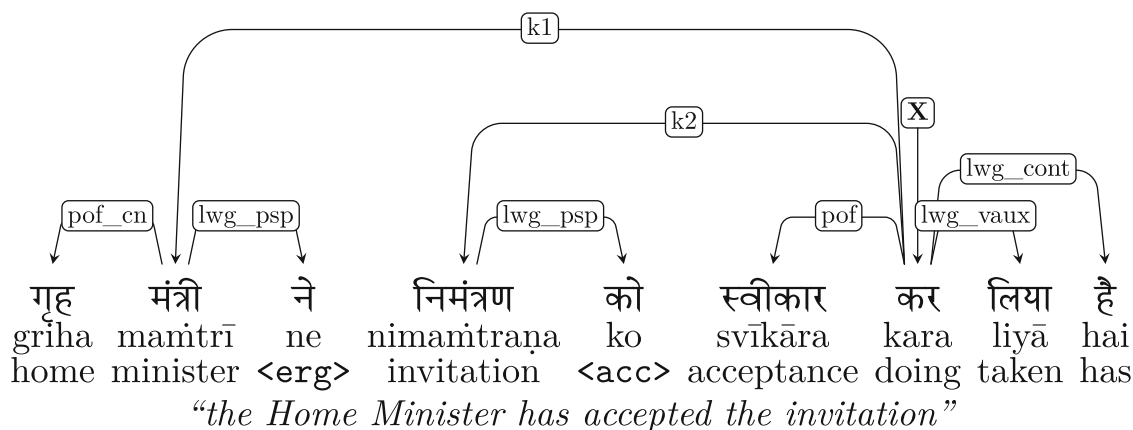 k1
k2
X
lwg_cont
pof_cn lwg_psp lwg_psp pof lwg_vaux
गृह मंत्री ने निमंत्रण को स्वीकार कर लिया है
griha maṁtrī ne nimaṁtraṇa ko svīkāra kara liyā hai
home minister <erg> invitation <acc> acceptance doing taken has
“the Home Minister has accepted the invitation”